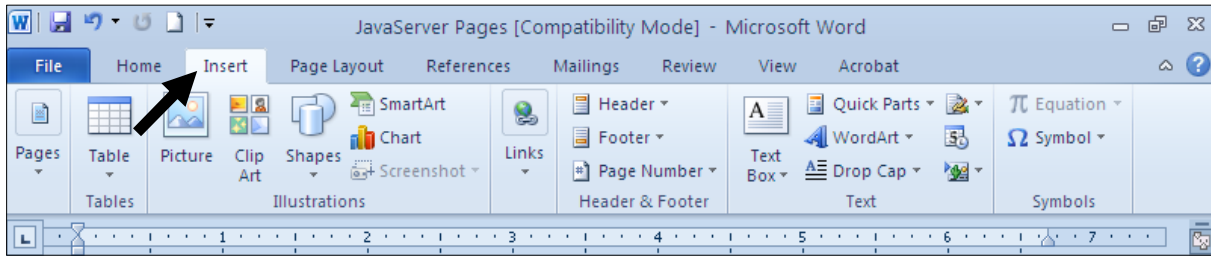 JavaServer Pages [Compatibility Mode] - Microsoft Word
File Home Insert Page Layout References Mailings Review View Acrobat
Pages
Table
Tables
Picture
Clip
Art
Shapes
SmartArt
Chart
Screenshot
Illustrations
Links
Header
Footer
Page Number
Header & Footer
A
Text
Box
Quick Parts
WordArt
Drop Cap
Text
π Equation
Ω Symbol
Symbols
L 1 2 3 4 5 6 7